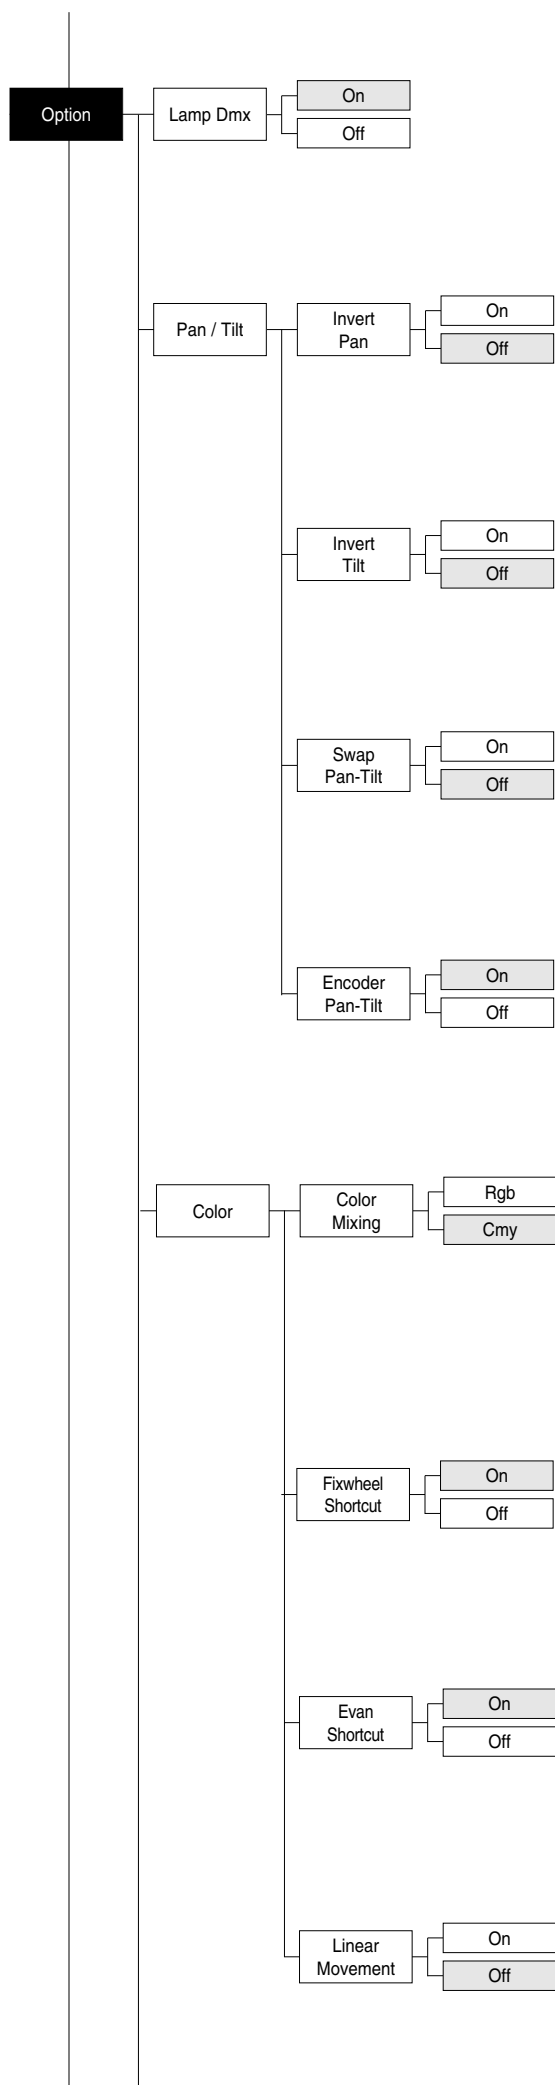 Option
Lamp Dmx
On
Off
Pan / Tilt
Invert
Pan
On
Off
Invert
Tilt
On
Off
Swap
Pan-Tilt
On
Off
Encoder
Pan-Tilt
On
Off
Color
Color
Mixing
Rgb
Cmy
Fixwheel
Shortcut
On
Off
Evan
Shortcut
On
Off
Linear
Movement
On
Off